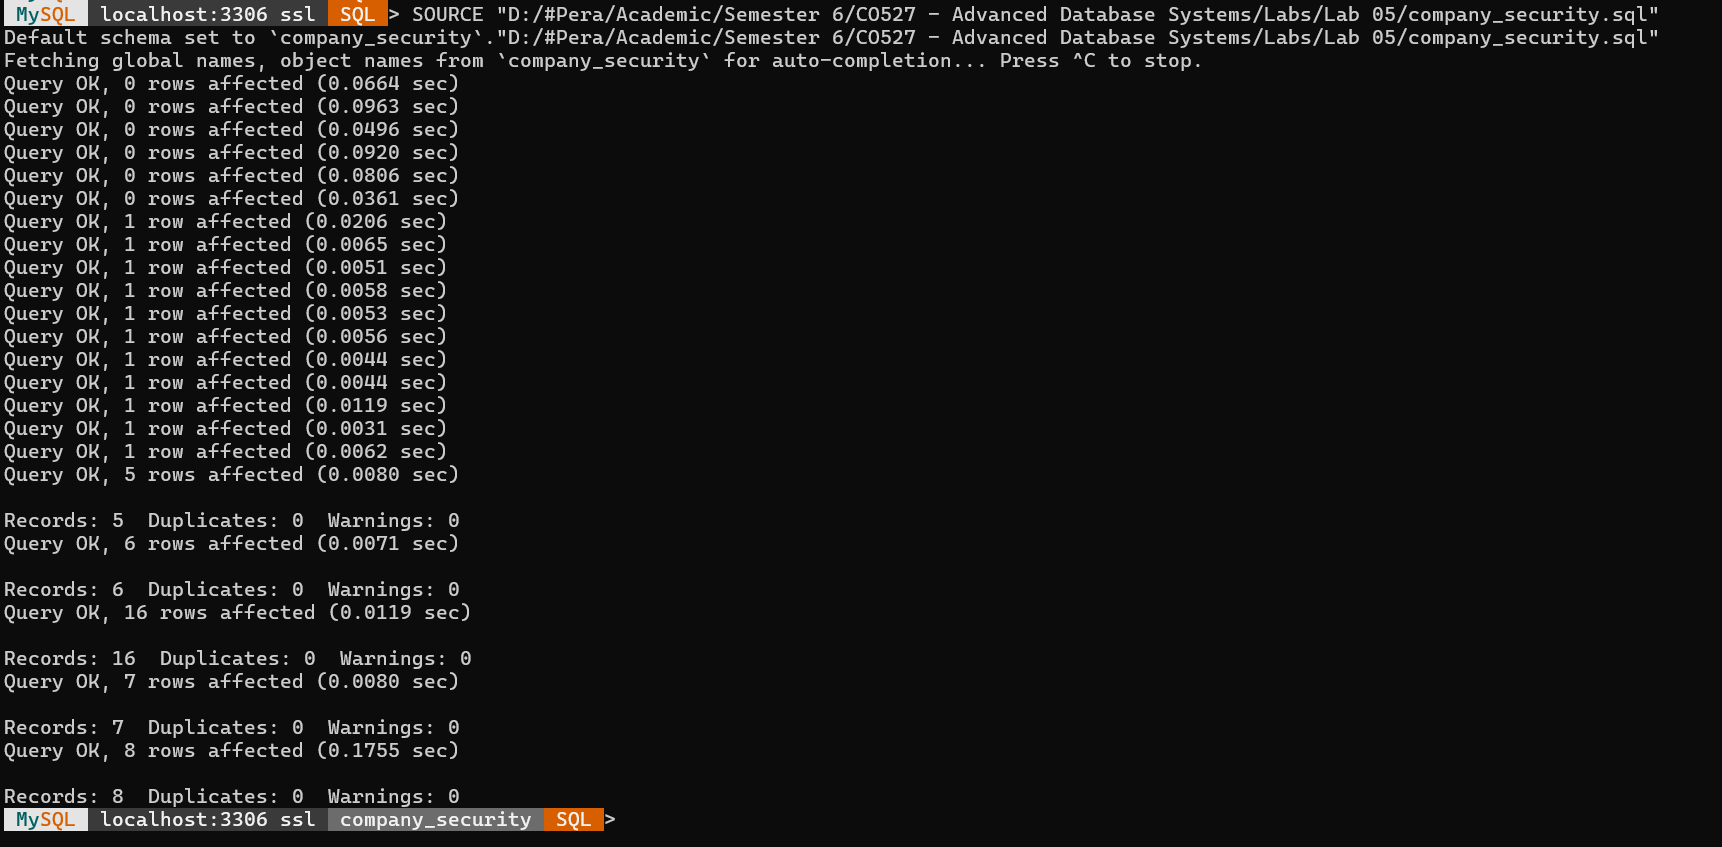 MySQL localhost:3306 ssl SQL > SOURCE "D:/#Pera/Academic/Semester 6/CO527 - Advanced Database Systems/Labs/Lab 05/company_security.sql"
Default schema set to `company_security`."D:/#Pera/Academic/Semester 6/CO527 - Advanced Database Systems/Labs/Lab 05/company_security.sql"
Fetching global names, object names from `company_security` for auto-completion... Press ^C to stop.
Query OK, 0 rows affected (0.0664 sec)
Query OK, 0 rows affected (0.0963 sec)
Query OK, 0 rows affected (0.0496 sec)
Query OK, 0 rows affected (0.0920 sec)
Query OK, 0 rows affected (0.0806 sec)
Query OK, 0 rows affected (0.0361 sec)
Query OK, 1 row affected (0.0206 sec)
Query OK, 1 row affected (0.0065 sec)
Query OK, 1 row affected (0.0051 sec)
Query OK, 1 row affected (0.0058 sec)
Query OK, 1 row affected (0.0053 sec)
Query OK, 1 row affected (0.0056 sec)
Query OK, 1 row affected (0.0044 sec)
Query OK, 1 row affected (0.0044 sec)
Query OK, 1 row affected (0.0119 sec)
Query OK, 1 row affected (0.0031 sec)
Query OK, 1 row affected (0.0062 sec)
Query OK, 5 rows affected (0.0080 sec)
Records: 5  Duplicates: 0  Warnings: 0
Query OK, 6 rows affected (0.0071 sec)
Records: 6  Duplicates: 0  Warnings: 0
Query OK, 16 rows affected (0.0119 sec)
Records: 16  Duplicates: 0  Warnings: 0
Query OK, 7 rows affected (0.0080 sec)
Records: 7  Duplicates: 0  Warnings: 0
Query OK, 8 rows affected (0.1755 sec)
Records: 8  Duplicates: 0  Warnings: 0
MySQL localhost:3306 ssl company_security SQL >